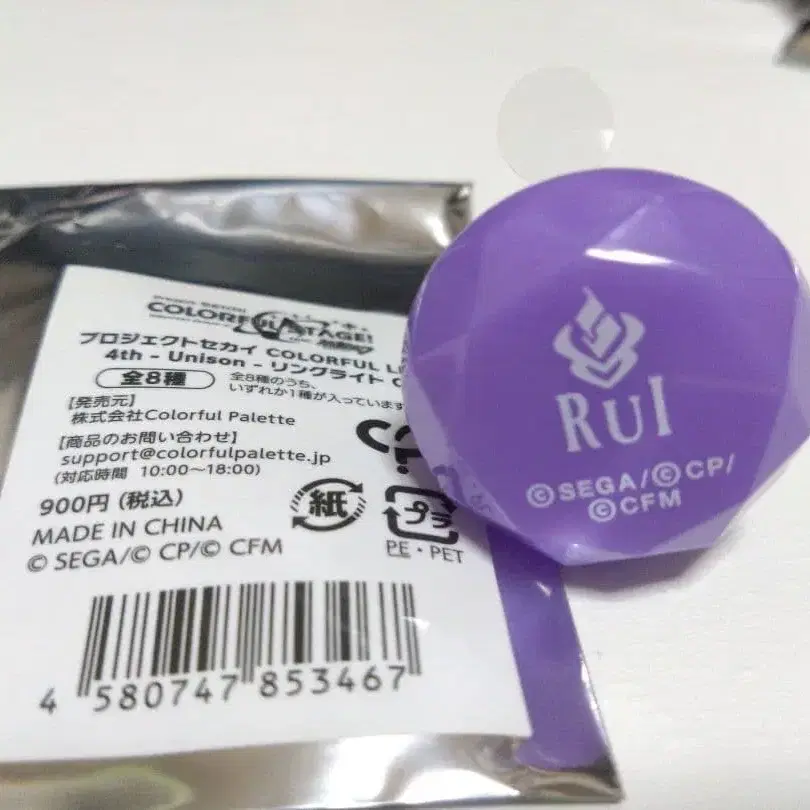 COLORFUL STAGE!
プロジェクトセカイ COLORFUL
4th - Unison - リングライト
全8種
全8種のうち、
いずれか1種が入っています
【発売元】
株式会社Colorful Palette
【商品のお問い合わせ】
support@colorfulpalette.jp
(対応時間 10:00～18:00)
900円 (税込)
MADE IN CHINA
© SEGA/© CP/© CFM
紙
プラ
PE・PET
4 580747 853467
RUI
©SEGA/©CP/
©CFM